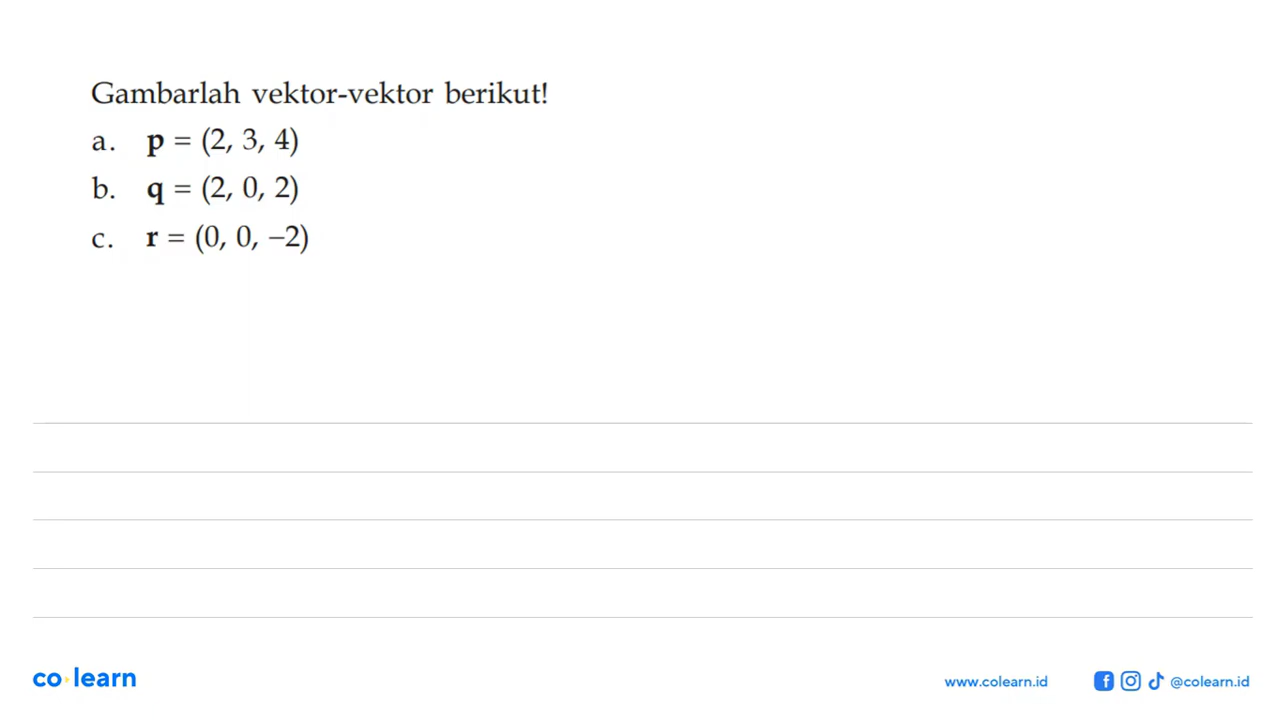 Gambarlah vektor-vektor berikut!
a. p = (2, 3, 4)
b. q = (2, 0, 2)
c. r = (0, 0, −2)
co·learn
www.colearn.id
@colearn.id